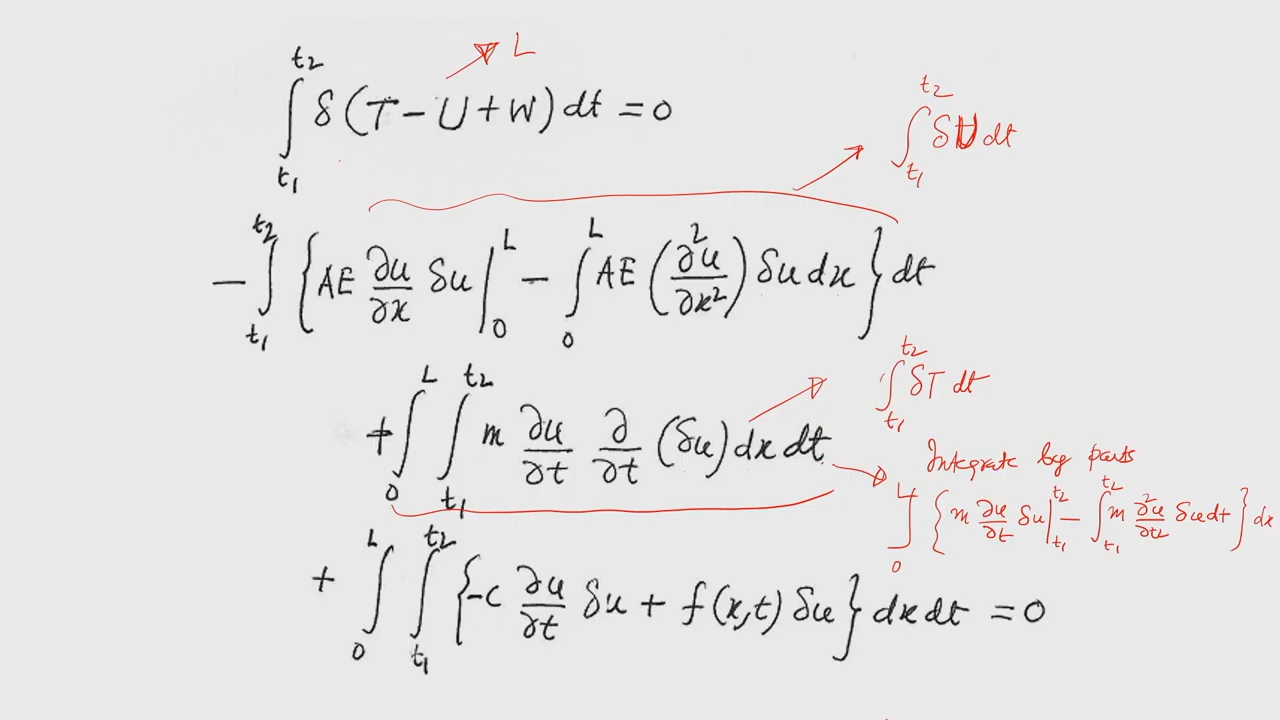 ∫_{t₁}^{t₂} δ(T − U + W) dt = 0 → L
∫_{t₁}^{t₂} δU dt
− ∫_{t₁}^{t₂} { AE ∂u/∂x δu |_0^L − ∫_0^L AE (∂²u/∂x²) δu dx } dt
∫_{t₁}^{t₂} δT dt
+ ∫_0^L ∫_{t₁}^{t₂} m ∂u/∂t ∂/∂t (δu) dx dt
Integrate by parts
∫_0^L { m ∂u/∂t δu |_{t₁}^{t₂} − ∫_{t₁}^{t₂} m ∂²u/∂t² δu dt } dx
+ ∫_0^L ∫_{t₁}^{t₂} { −c ∂u/∂t δu + f(x,t) δu } dx dt = 0